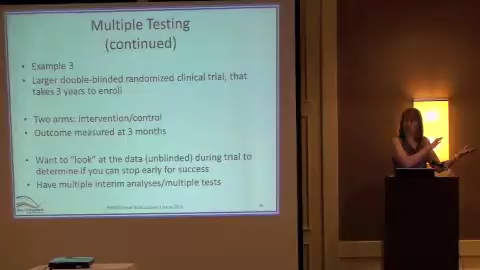 Multiple Testing
(continued)
• Example 3
• Larger double-blinded randomized clinical trial, that
takes 3 years to enroll
• Two arms: intervention/control
• Outcome measured at 3 months
• Want to "look" at the data (unblinded) during trial to
determine if you can stop early for success
• Have multiple interim analyses/multiple tests